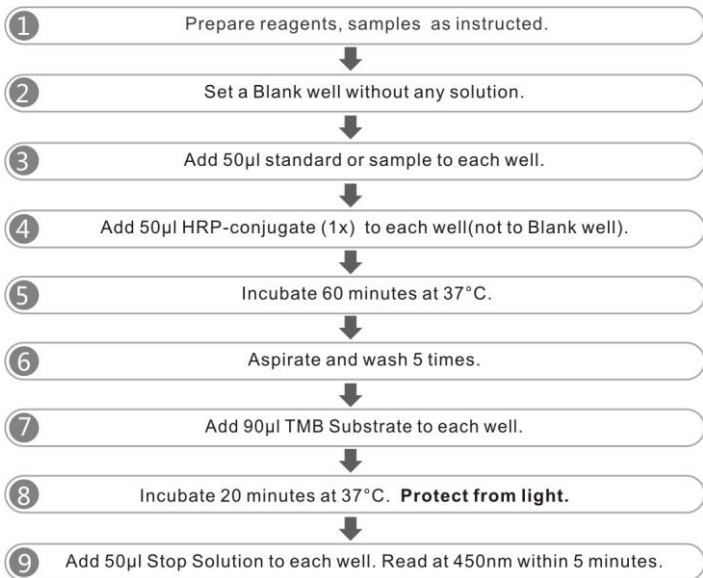 1 Prepare reagents, samples as instructed.
2 Set a Blank well without any solution.
3 Add 50μl standard or sample to each well.
4 Add 50μl HRP-conjugate (1x) to each well(not to Blank well).
5 Incubate 60 minutes at 37°C.
6 Aspirate and wash 5 times.
7 Add 90μl TMB Substrate to each well.
8 Incubate 20 minutes at 37°C. Protect from light.
9 Add 50μl Stop Solution to each well. Read at 450nm within 5 minutes.